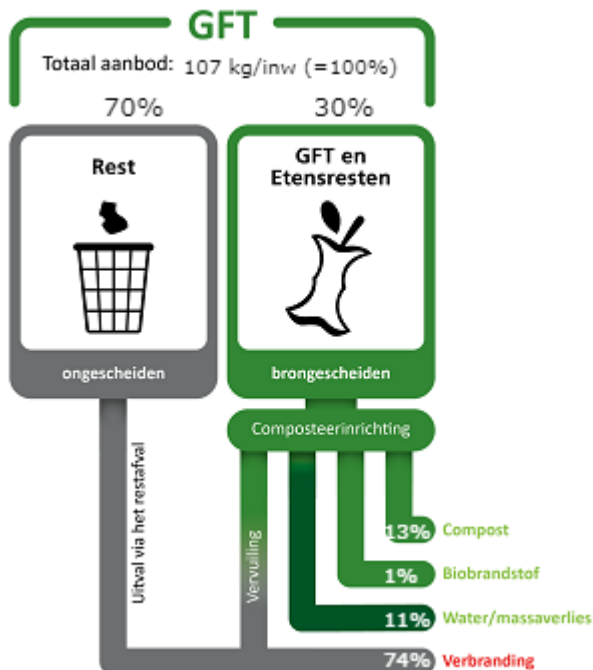 GFT
Totaal aanbod: 107 kg/inw (=100%)
70%
30%
Rest
GFT en
Etensresten
ongescheiden
brongescheiden
Composteerinrichting
Uitval via het restafval
Vervuiling
13% Compost
1% Biobrandstof
11% Water/massaverlies
74% Verbranding